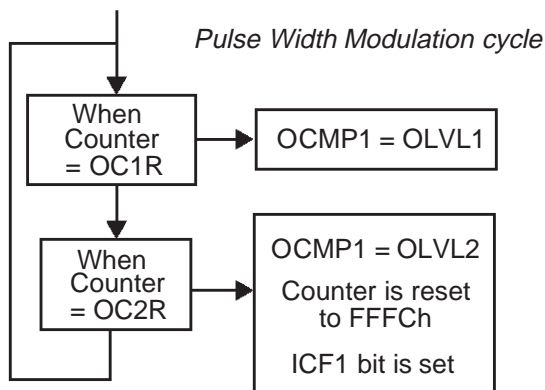 Pulse Width Modulation cycle
When
Counter
= OC1R
OCMP1 = OLVL1
When
Counter
= OC2R
OCMP1 = OLVL2
Counter is reset
to FFFCh
ICF1 bit is set